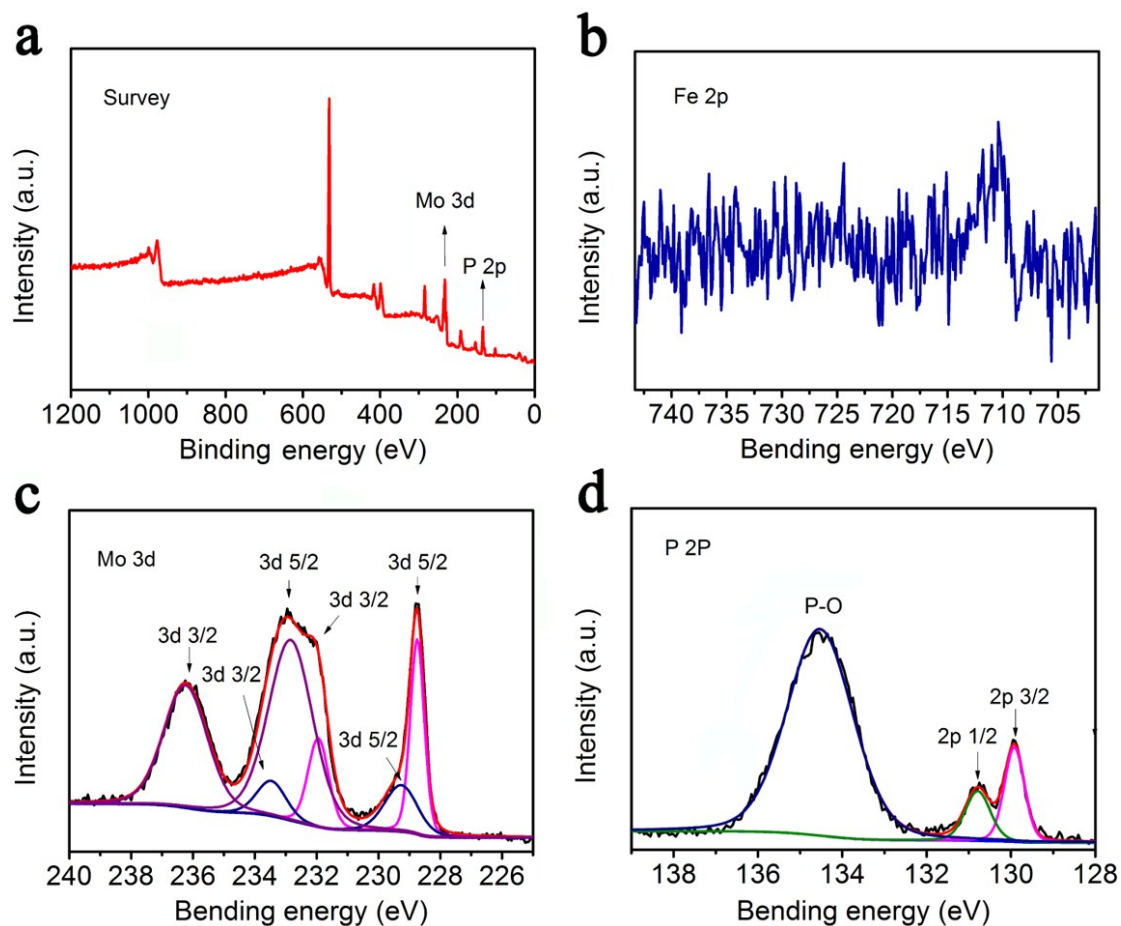 a
Survey
Mo 3d
P 2p
Intensity (a.u.)
1200 1000 800 600 400 200 0
Binding energy (eV)
b
Fe 2p
Intensity (a.u.)
740 735 730 725 720 715 710 705
Bending energy (eV)
c
Mo 3d
3d 5/2
3d 5/2
3d 3/2
3d 3/2
3d 3/2
3d 5/2
Intensity (a.u.)
240 238 236 234 232 230 228 226
Bending energy (eV)
d
P 2P
P-O
2p 3/2
2p 1/2
Intensity (a.u.)
138 136 134 132 130 128
Bending energy (eV)